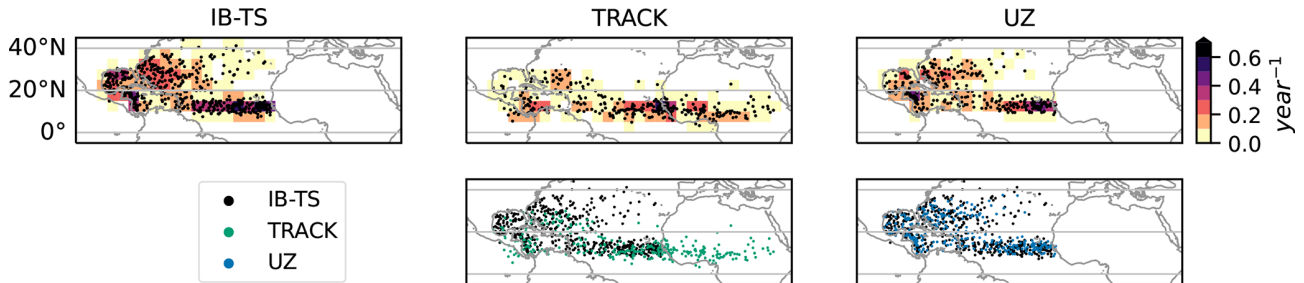 IB-TS
TRACK
UZ
40°N
20°N
0°
0.6
0.4
0.2
0.0
year⁻¹
IB-TS
TRACK
UZ